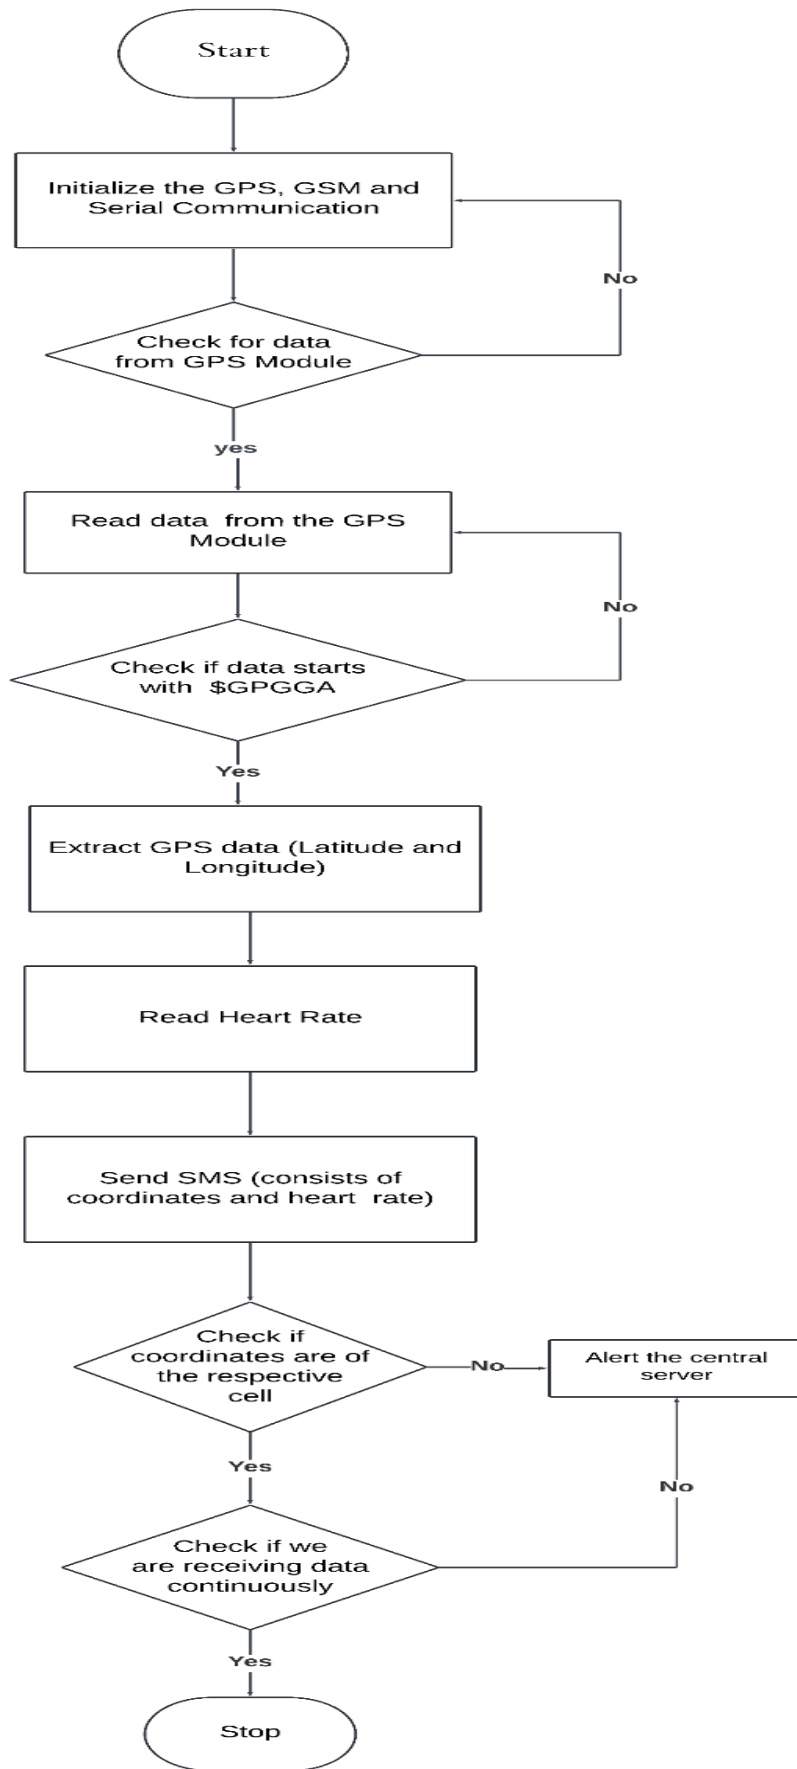 Start
Initialize the GPS, GSM and
Serial Communication
No
Check for data
from GPS Module
yes
Read data from the GPS
Module
No
Check if data starts
with $GPGGA
Yes
Extract GPS data (Latitude and
Longitude)
Read Heart Rate
Send SMS (consists of
coordinates and heart rate)
Check if
coordinates are of
the respective
cell
No
Alert the central
server
Yes
No
Check if we
are receiving data
continuously
Yes
Stop